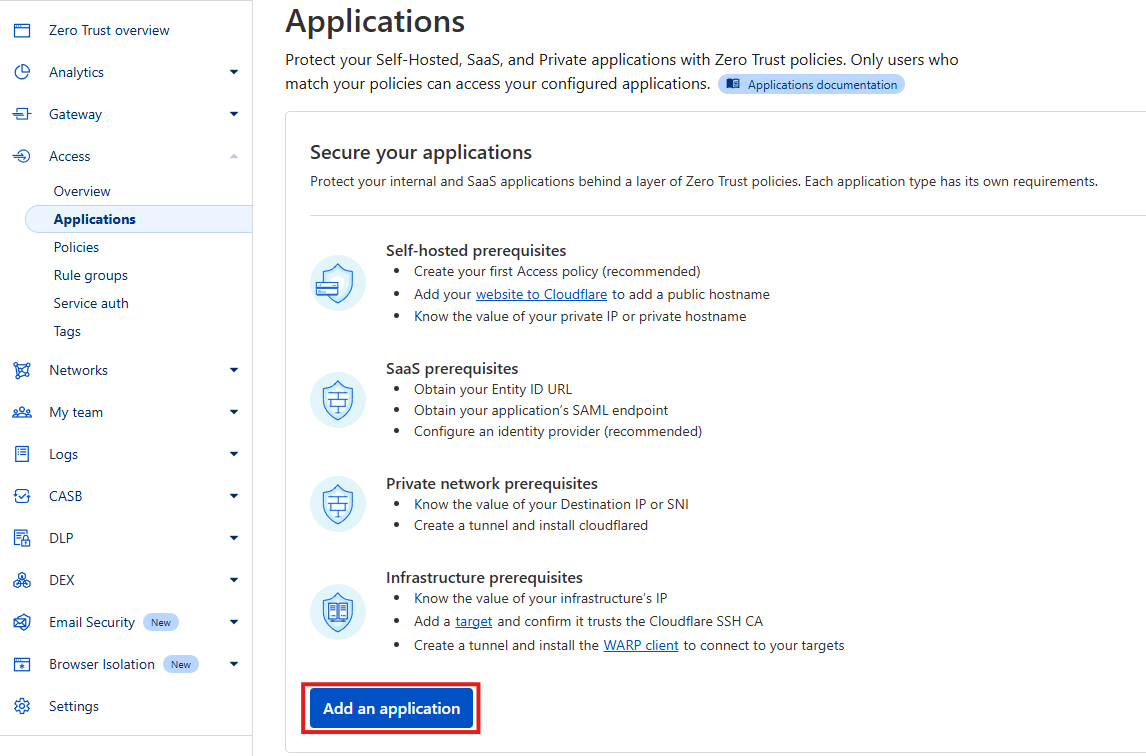 Zero Trust overview
Analytics
Gateway
Access
Overview
Applications
Policies
Rule groups
Service auth
Tags
Networks
My team
Logs
CASB
DLP
DEX
Email Security New
Browser Isolation New
Settings
Applications
Protect your Self-Hosted, SaaS, and Private applications with Zero Trust policies. Only users who
match your policies can access your configured applications. Applications documentation
Secure your applications
Protect your internal and SaaS applications behind a layer of Zero Trust policies. Each application type has its own requirements.
Self-hosted prerequisites
• Create your first Access policy (recommended)
• Add your website to Cloudflare to add a public hostname
• Know the value of your private IP or private hostname
SaaS prerequisites
• Obtain your Entity ID URL
• Obtain your application’s SAML endpoint
• Configure an identity provider (recommended)
Private network prerequisites
• Know the value of your Destination IP or SNI
• Create a tunnel and install cloudflared
Infrastructure prerequisites
• Know the value of your infrastructure’s IP
• Add a target and confirm it trusts the Cloudflare SSH CA
• Create a tunnel and install the WARP client to connect to your targets
Add an application